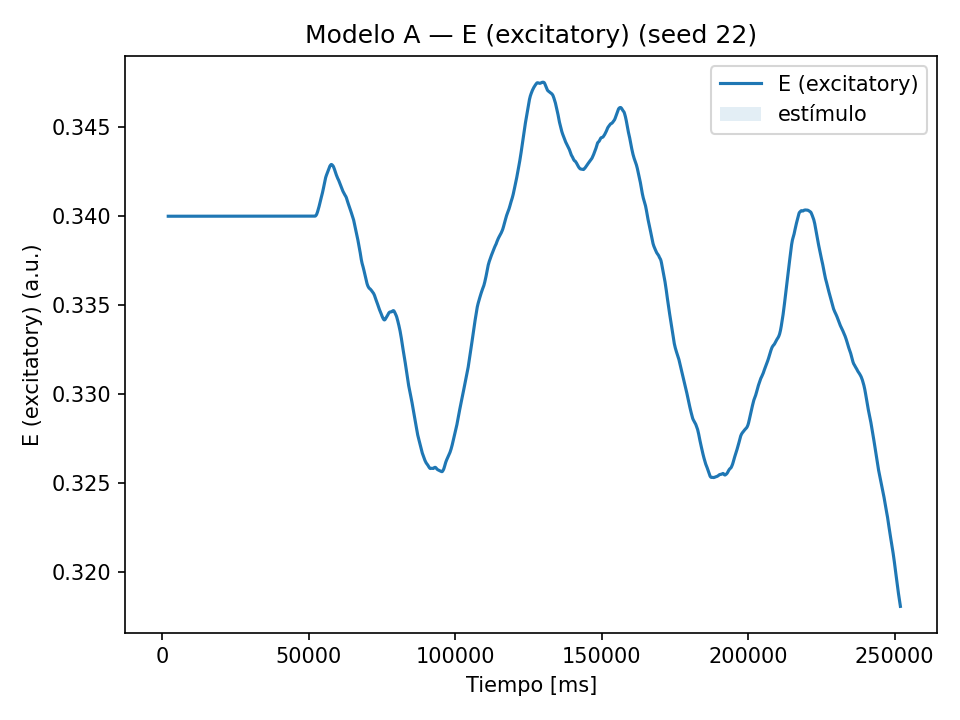 Modelo A — E (excitatory) (seed 22)
E (excitatory)
estímulo
E (excitatory) (a.u.)
0.345
0.340
0.335
0.330
0.325
0.320
0 50000 100000 150000 200000 250000
Tiempo [ms]